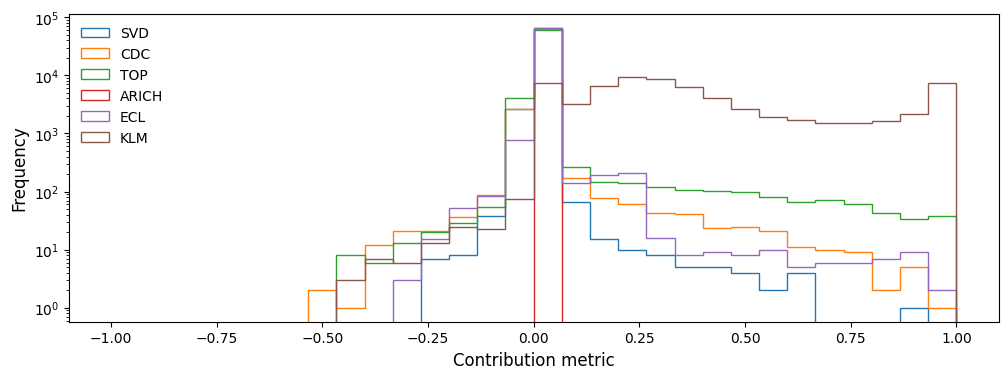 10^5
10^4
10^3
10^2
10^1
10^0
Frequency
SVD
CDC
TOP
ARICH
ECL
KLM
−1.00 −0.75 −0.50 −0.25 0.00 0.25 0.50 0.75 1.00
Contribution metric